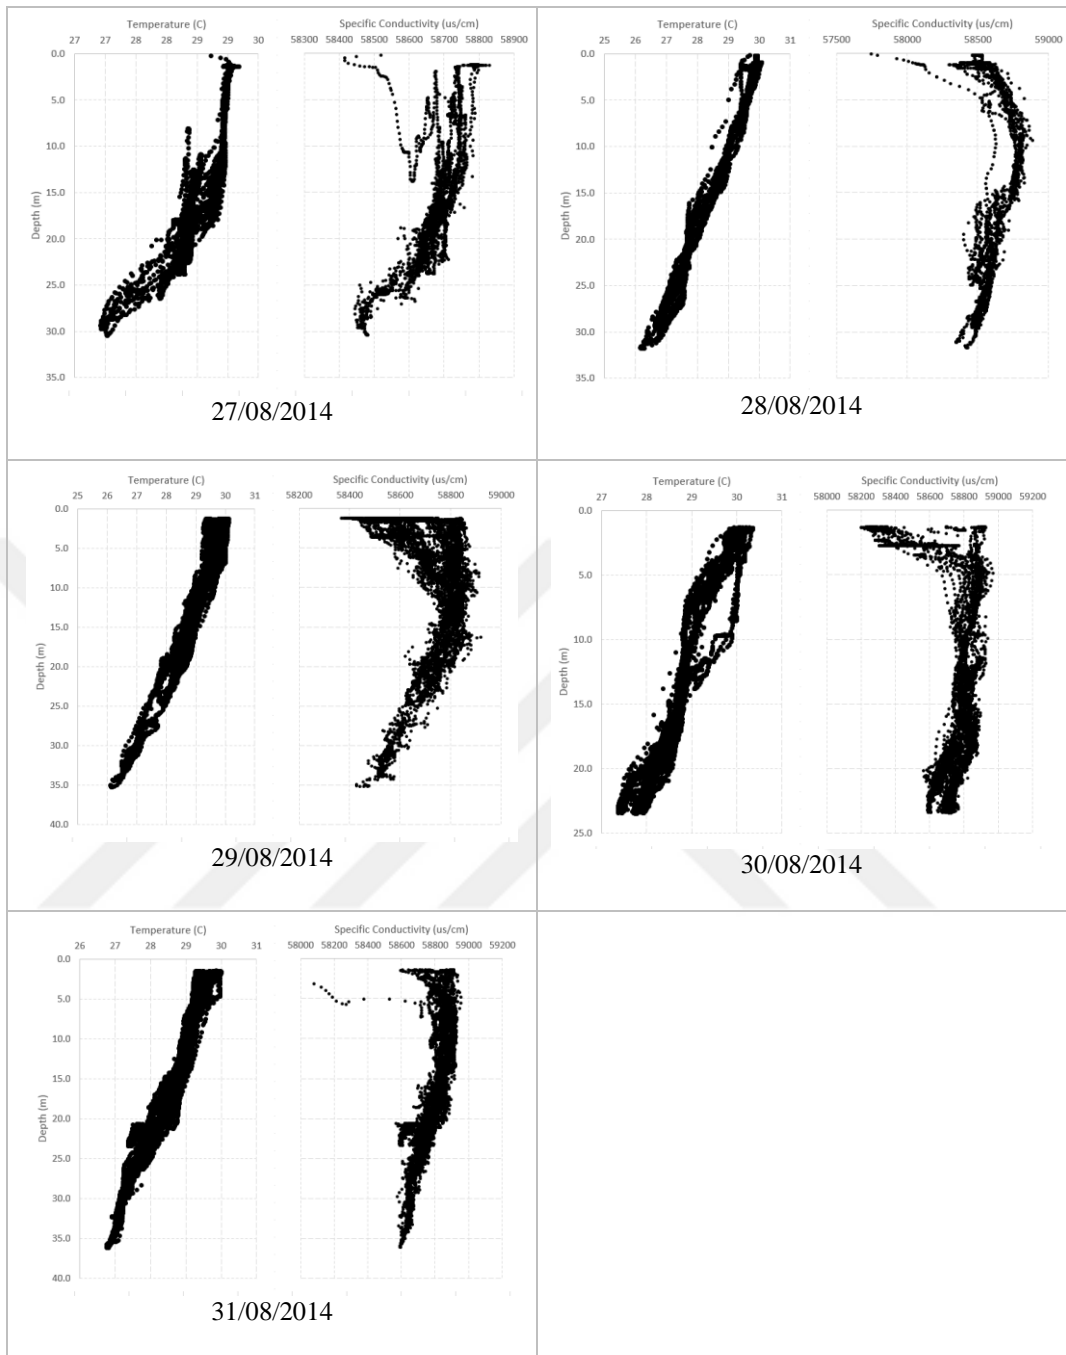 Temperature (C)
27 27 28 28 29 29 30
Specific Conductivity (us/cm)
58300 58400 58500 58600 58700 58800 58900
0.0
5.0
10.0
15.0
20.0
25.0
30.0
35.0
Depth (m)
27/08/2014
Temperature (C)
25 26 27 28 29 30 31
Specific Conductivity (us/cm)
57500 58000 58500 59000
0.0
5.0
10.0
15.0
20.0
25.0
30.0
35.0
Depth (m)
28/08/2014
Temperature (C)
25 26 27 28 29 30 31
Specific Conductivity (us/cm)
58200 58400 58600 58800 59000
0.0
5.0
10.0
15.0
20.0
25.0
30.0
35.0
40.0
Depth (m)
29/08/2014
Temperature (C)
27 28 29 30 31
Specific Conductivity (us/cm)
58000 58200 58400 58600 58800 59000 59200
0.0
5.0
10.0
15.0
20.0
25.0
Depth (m)
30/08/2014
Temperature (C)
26 27 28 29 30 31
Specific Conductivity (us/cm)
58000 58200 58400 58600 58800 59000 59200
0.0
5.0
10.0
15.0
20.0
25.0
30.0
35.0
40.0
Depth (m)
31/08/2014